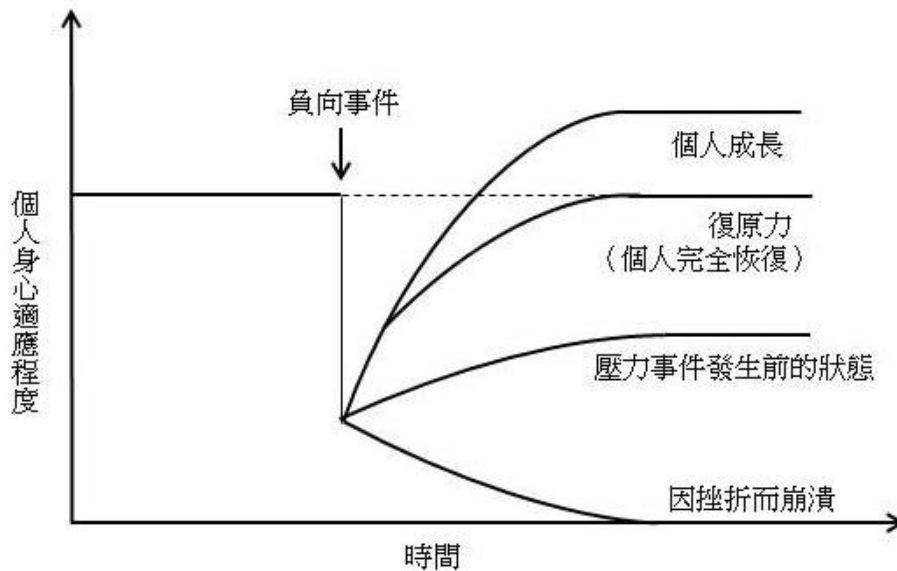 負向事件
個人成長
復原力
（個人完全恢復）
壓力事件發生前的狀態
因挫折而崩潰
個人身心適應程度
時間